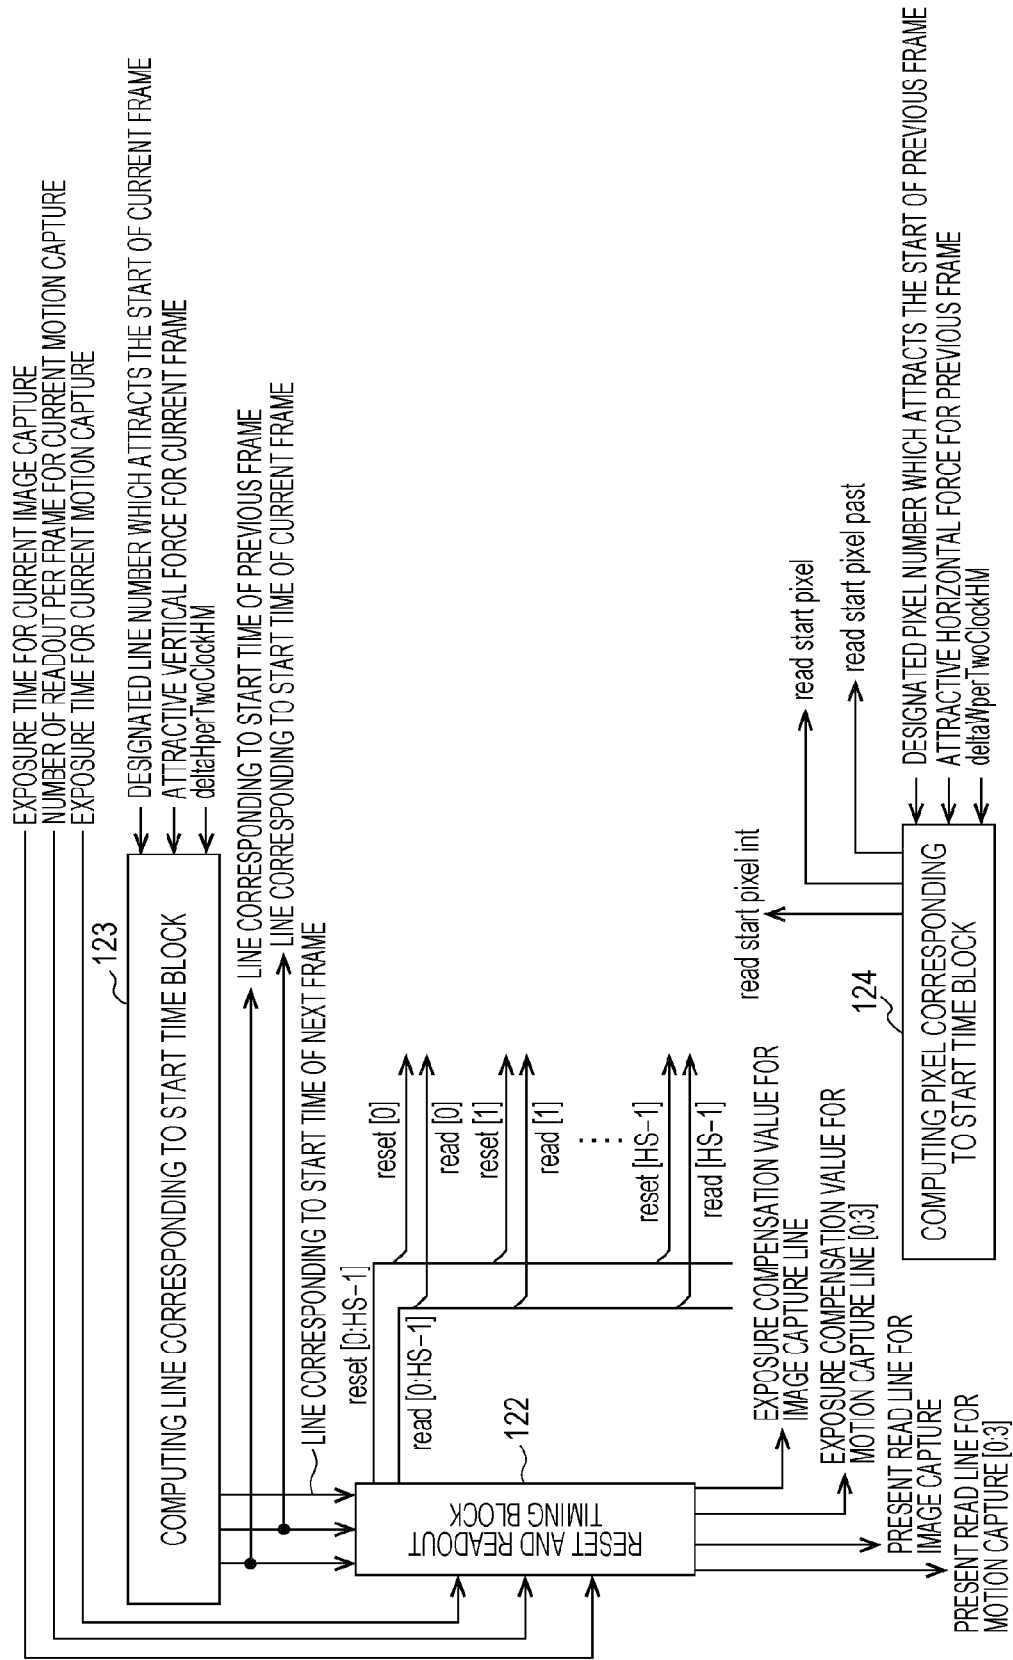 EXPOSURE TIME FOR CURRENT IMAGE CAPTURE
NUMBER OF READOUT PER FRAME FOR CURRENT MOTION CAPTURE
EXPOSURE TIME FOR CURRENT MOTION CAPTURE
DESIGNATED LINE NUMBER WHICH ATTRACTS THE START OF CURRENT FRAME
ATTRACTIVE VERTICAL FORCE FOR CURRENT FRAME
deltaHperTwoClockHM
123
COMPUTING LINE CORRESPONDING TO START TIME BLOCK
LINE CORRESPONDING TO START TIME OF PREVIOUS FRAME
LINE CORRESPONDING TO START TIME OF CURRENT FRAME
LINE CORRESPONDING TO START TIME OF NEXT FRAME
reset [0:HS-1]
read [0:HS-1]
reset [0]
read [0]
reset [1]
read [1]
.....
reset [HS-1]
read [HS-1]
122
RESET AND READOUT
TIMING BLOCK
EXPOSURE COMPENSATION VALUE FOR
IMAGE CAPTURE LINE
EXPOSURE COMPENSATION VALUE FOR
MOTION CAPTURE LINE [0:3]
PRESENT READ LINE FOR
IMAGE CAPTURE
PRESENT READ LINE FOR
MOTION CAPTURE [0:3]
read start pixel int
read start pixel
read start pixel past
124
COMPUTING PIXEL CORRESPONDING
TO START TIME BLOCK
DESIGNATED PIXEL NUMBER WHICH ATTRACTS THE START OF PREVIOUS FRAME
ATTRACTIVE HORIZONTAL FORCE FOR PREVIOUS FRAME
deltaWperTwoClockHM